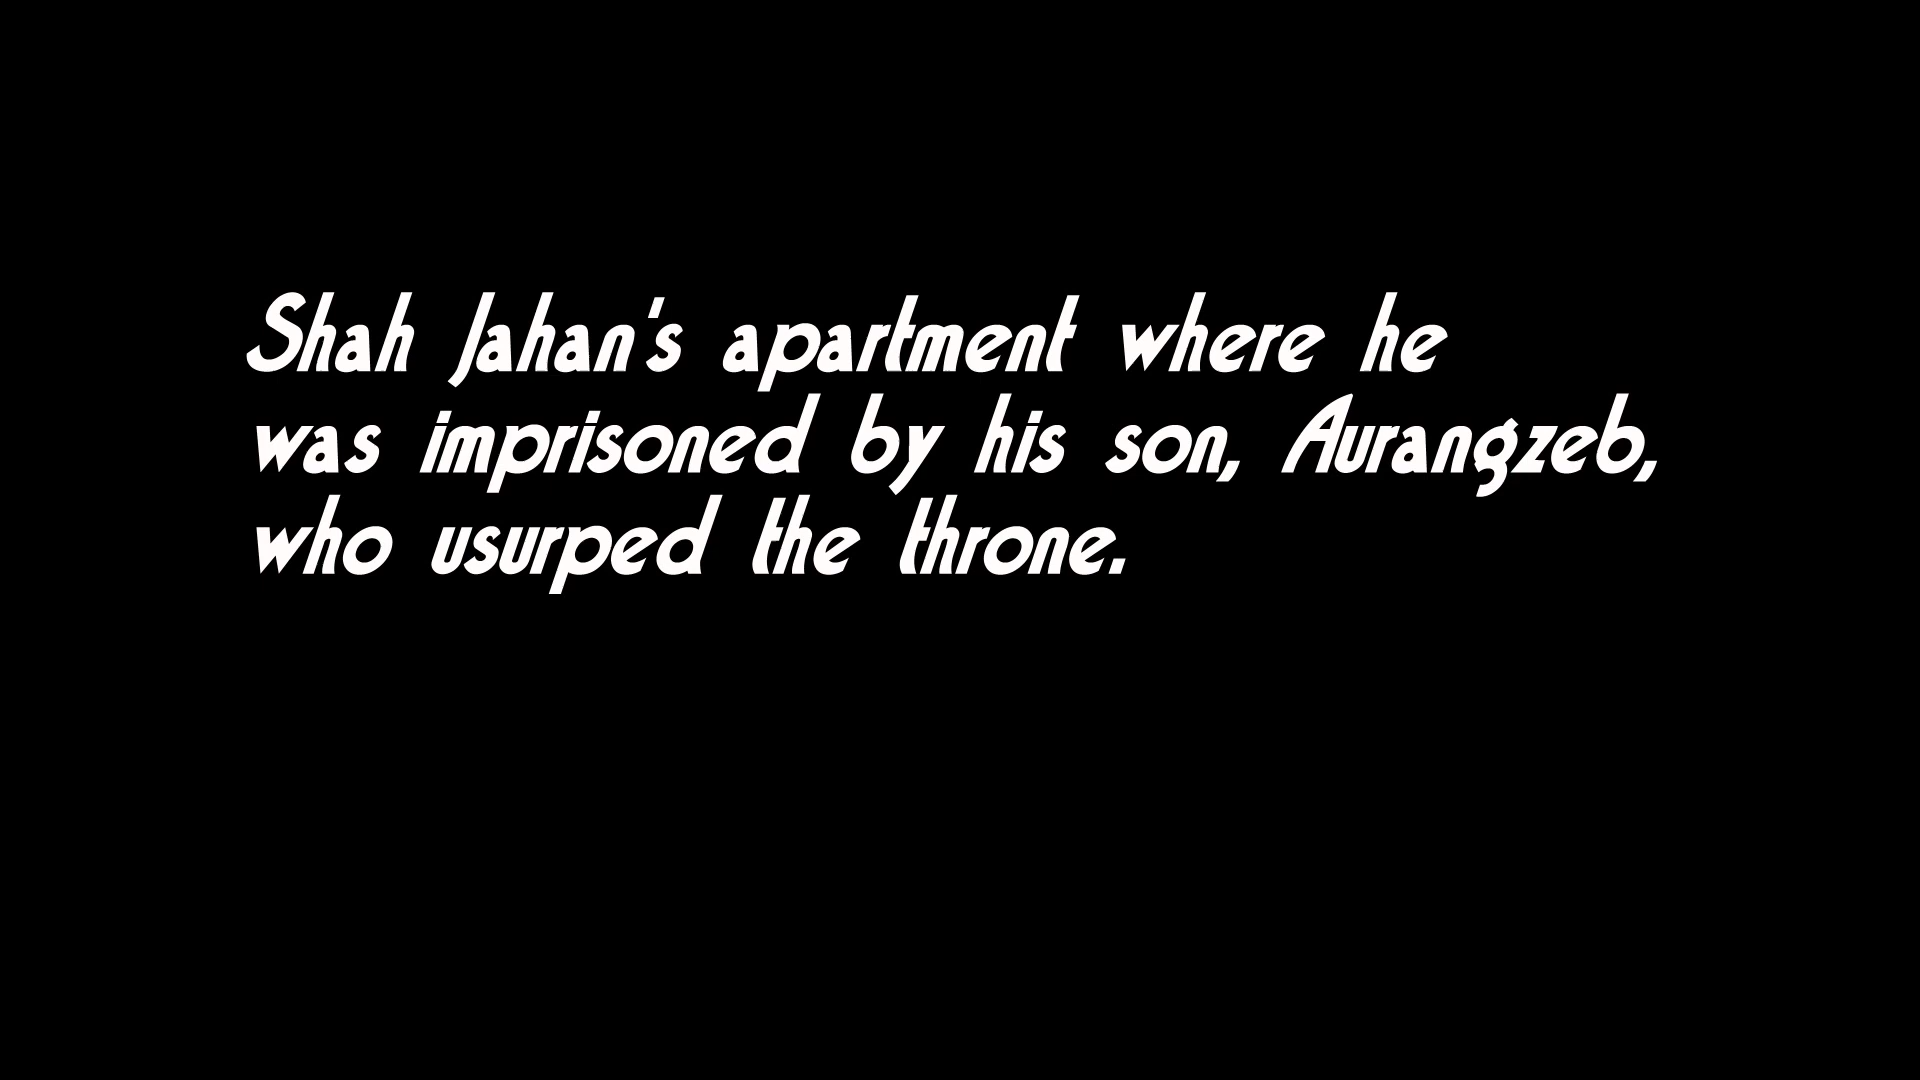 Shah Jahan's apartment where he
was imprisoned by his son, Aurangzeb,
who usurped the throne.